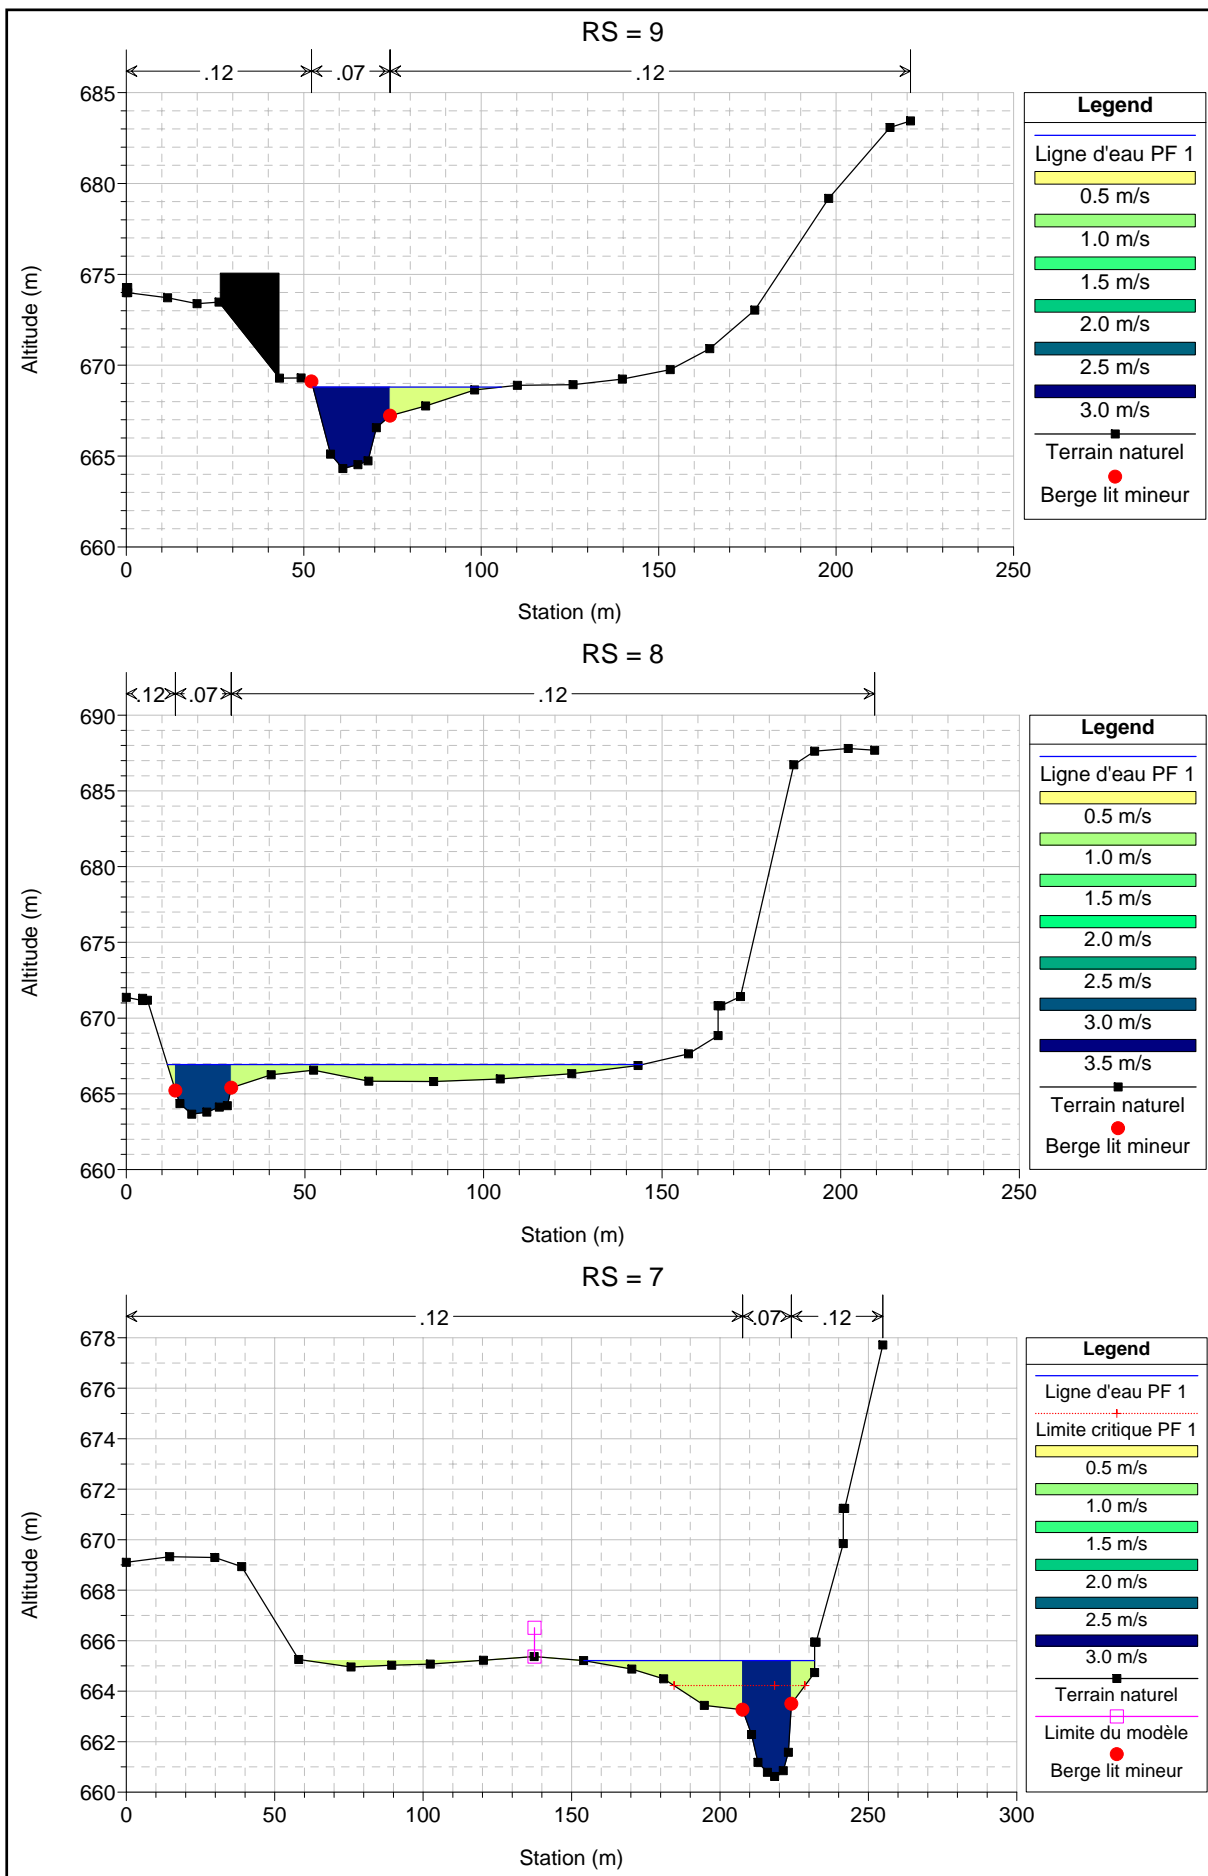 RS = 9
.12 .07 .12
685
680
675
670
665
660
0 50 100 150 200 250
Altitude (m)
Station (m)
Legend
Ligne d'eau PF 1
0.5 m/s
1.0 m/s
1.5 m/s
2.0 m/s
2.5 m/s
3.0 m/s
Terrain naturel
Berge lit mineur
RS = 8
.12 .07 .12
690
685
680
675
670
665
660
0 50 100 150 200 250
Altitude (m)
Station (m)
Legend
Ligne d'eau PF 1
0.5 m/s
1.0 m/s
1.5 m/s
2.0 m/s
2.5 m/s
3.0 m/s
3.5 m/s
Terrain naturel
Berge lit mineur
RS = 7
.12 .07 .12
678
676
674
672
670
668
666
664
662
660
0 50 100 150 200 250 300
Altitude (m)
Station (m)
Legend
Ligne d'eau PF 1
Limite critique PF 1
0.5 m/s
1.0 m/s
1.5 m/s
2.0 m/s
2.5 m/s
3.0 m/s
Terrain naturel
Limite du modèle
Berge lit mineur